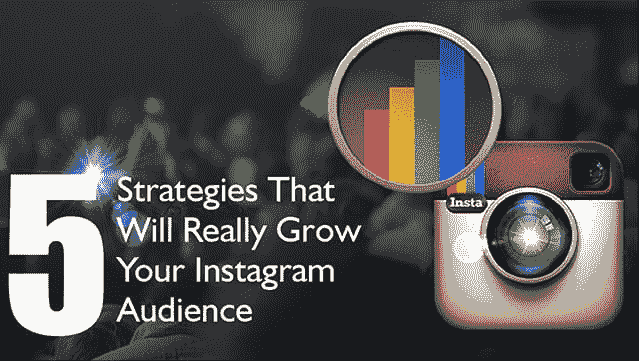 5
Strategies That
Will Really Grow
Your Instagram
Audience
Insta